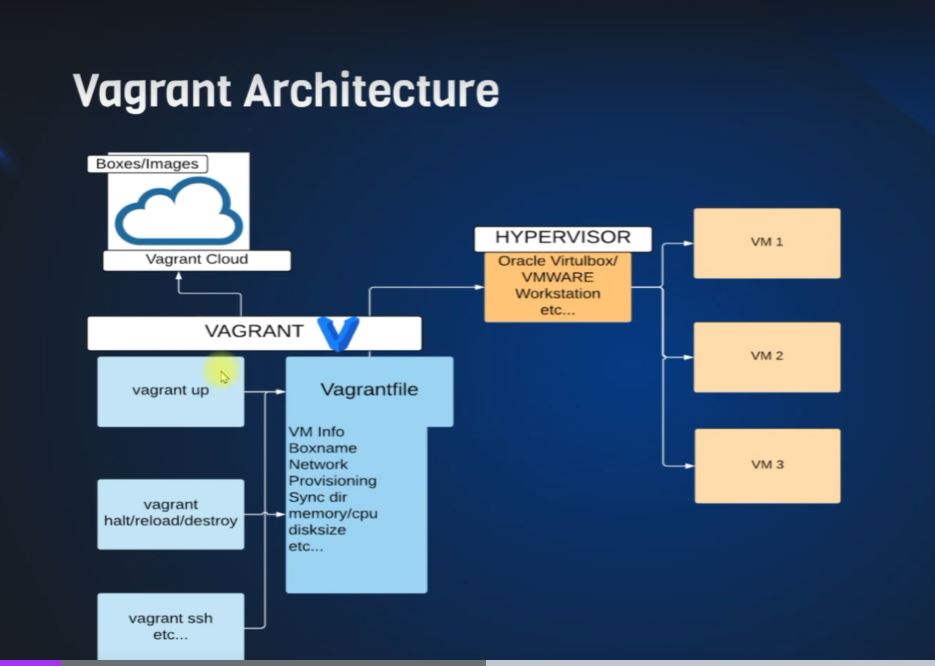 Vagrant Architecture
Boxes/Images
Vagrant Cloud
VAGRANT
vagrant up
vagrant
halt/reload/destroy
vagrant ssh
etc...
Vagrantfile
VM Info
Boxname
Network
Provisioning
Sync dir
memory/cpu
disksize
etc...
HYPERVISOR
Oracle Virtulbox/
VMWARE
Workstation
etc...
VM 1
VM 2
VM 3